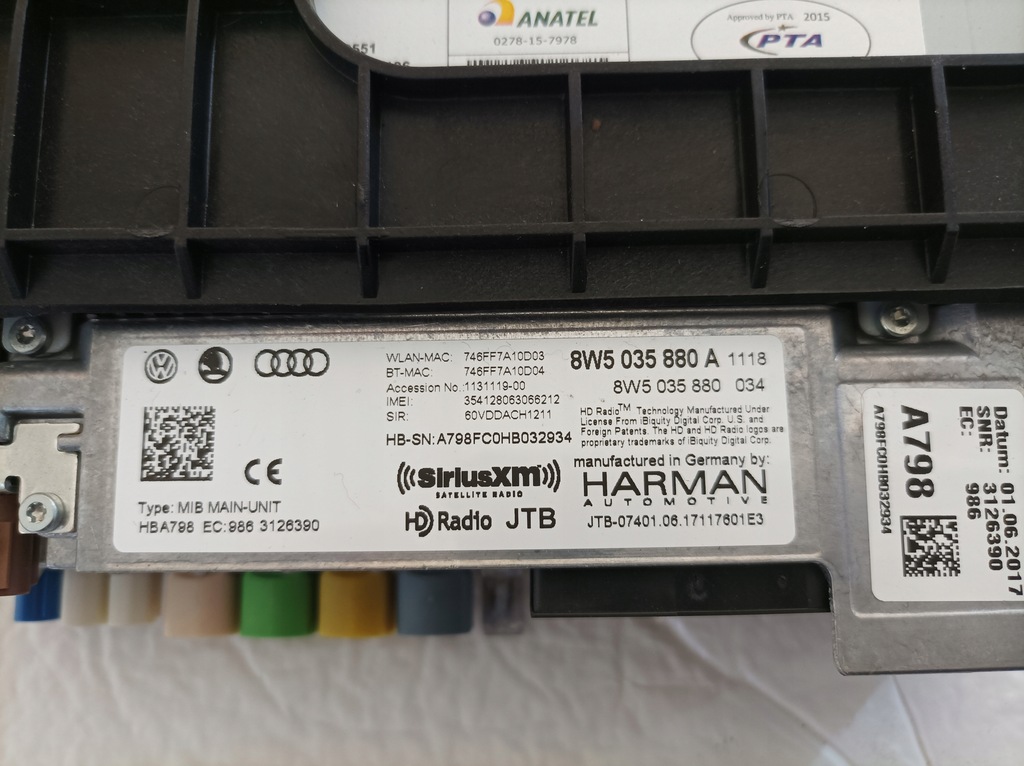 551
ANATEL
0278-15-7978
Approved by PTA 2015
PTA
WLAN-MAC: 746FF7A10D03
BT-MAC: 746FF7A10D04
Accession No.:1131119-00
IMEI: 354128063066212
SIR: 60VDDACH1211
HB-SN:A798FC0HB032934
8W5 035 880 A 1118
8W5 035 880 034
HD Radio™ Technology Manufactured Under
License From iBiquity Digital Corp. U.S. and
Foreign Patents. The HD and HD Radio logos are
proprietary trademarks of iBiquity Digital Corp.
CE
((SiriusXM))
SATELLITE RADIO
HD Radio JTB
manufactured in Germany by:
HARMAN
AUTOMOTIVE
JTB-07401.06.17117601E3
Type: MIB MAIN-UNIT
HBA798 EC:986 3126390
Datum: 01.06.2017
SNR: 3126390
EC: 986
A798
A798FC0HB032934